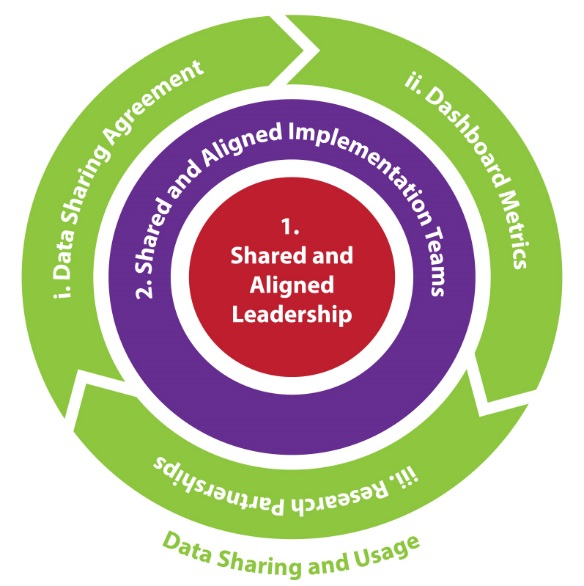 1.
Shared and
Aligned
Leadership
2. Shared and Aligned Implementation Teams
i. Data Sharing Agreement
ii. Dashboard Metrics
iii. Research Partnerships
Data Sharing and Usage